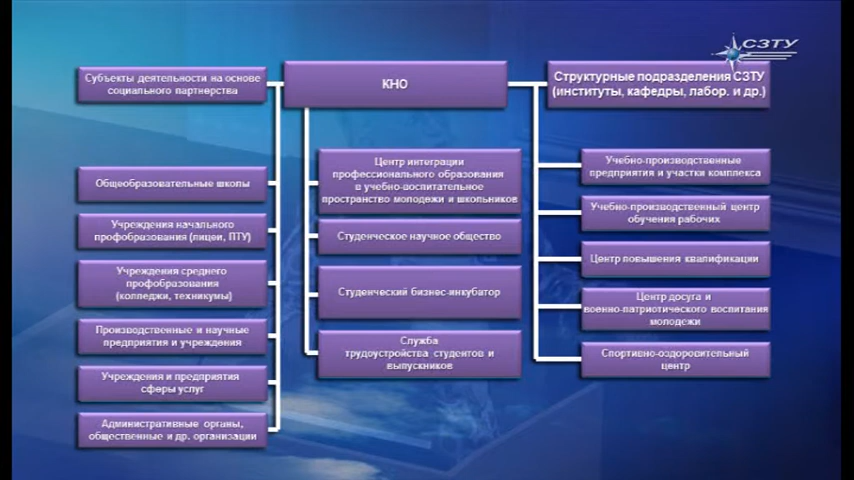 СЗТУ
Субъекты деятельности на основе
социального партнерства
КНО
Структурные подразделения СЗТУ
(институты, кафедры, лабор. и др.)
Общеобразовательные школы
Учреждения начального
профобразования (лицеи, ПТУ)
Учреждения среднего
профобразования
(колледжи, техникумы)
Производственные и научные
предприятия и учреждения
Учреждения и предприятия
сферы услуг
Административные органы,
общественные и др. организации
Центр интеграции
профессионального образования
в учебно-воспитательное
пространство молодежи и школьников
Студенческое научное общество
Студенческий бизнес-инкубатор
Служба
трудоустройства студентов и
выпускников
Учебно-производственные
предприятия и участки комплекса
Учебно-производственный центр
обучения рабочих
Центр повышения квалификации
Центр досуга и
военно-патриотического воспитания
молодежи
Спортивно-оздоровительный
центр